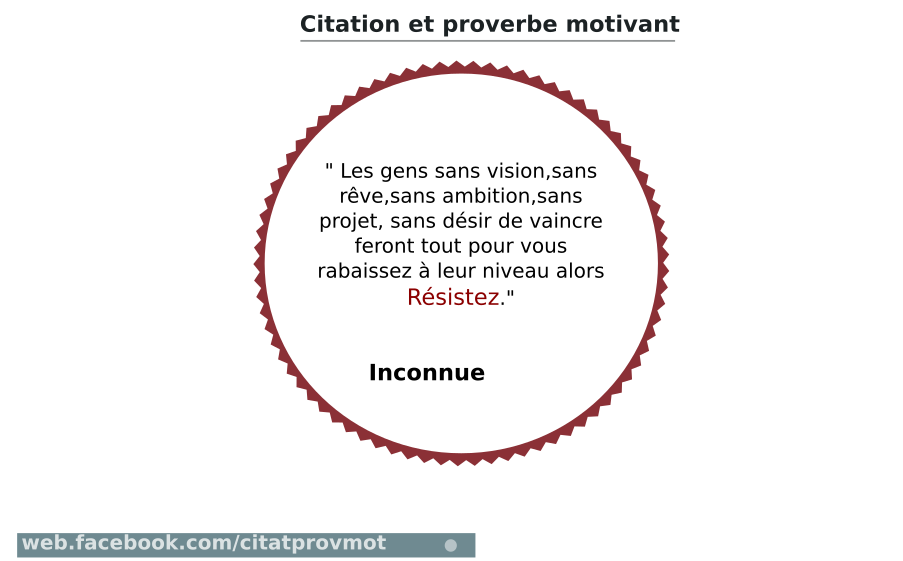 Citation et proverbe motivant
" Les gens sans vision,sans
rêve,sans ambition,sans
projet, sans désir de vaincre
feront tout pour vous
rabaissez à leur niveau alors
Résistez."
Inconnue
web.facebook.com/citatprovmot